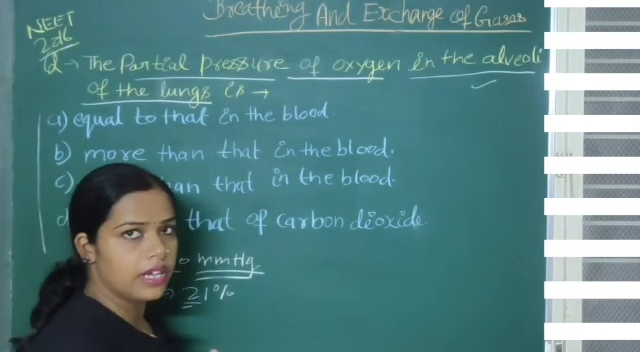 Breathing And Exchange of Gases
NEET
2016
Q → The Partial pressure of oxygen in the alveoli
of the lungs is →
a) equal to that in the blood.
b) more than that in the blood.
c) than that in the blood.
d that of carbon dioxide.
0 mmHg
21%